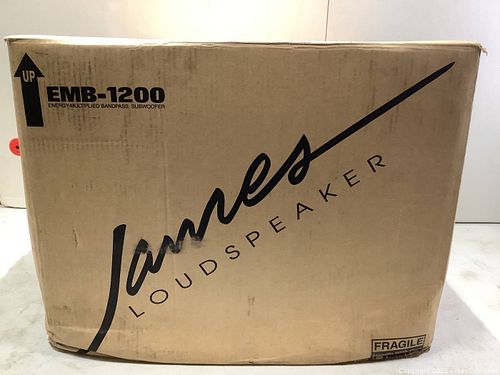 UP
EMB-1200
ENERGY-MULTIPLIED BANDPASS SUBWOOFER
James
LOUDSPEAKER
FRAGILE